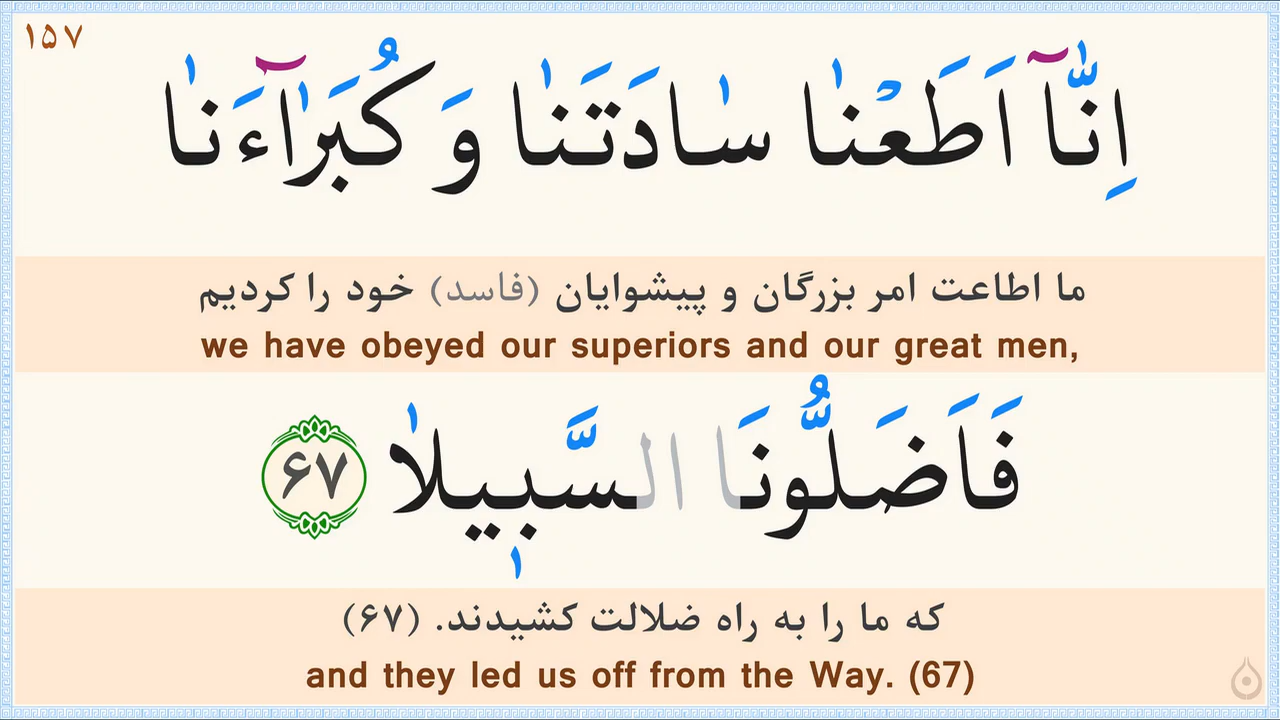 ۱۵۷
اِنّآ اَطَعْنٰا سٰادَتَنٰا وَ كُبَرٰآءَنٰا
ما اطاعت امر بزرگان و پیشوایان (فاسد) خود را کردیم
we have obeyed our superiors and our great men,
فَاَضَلُّونَا السَّبيلٰا ۶۷
که ما را به راه ضلالت کشیدند. (۶۷)
and they led us off from the Way. (67)